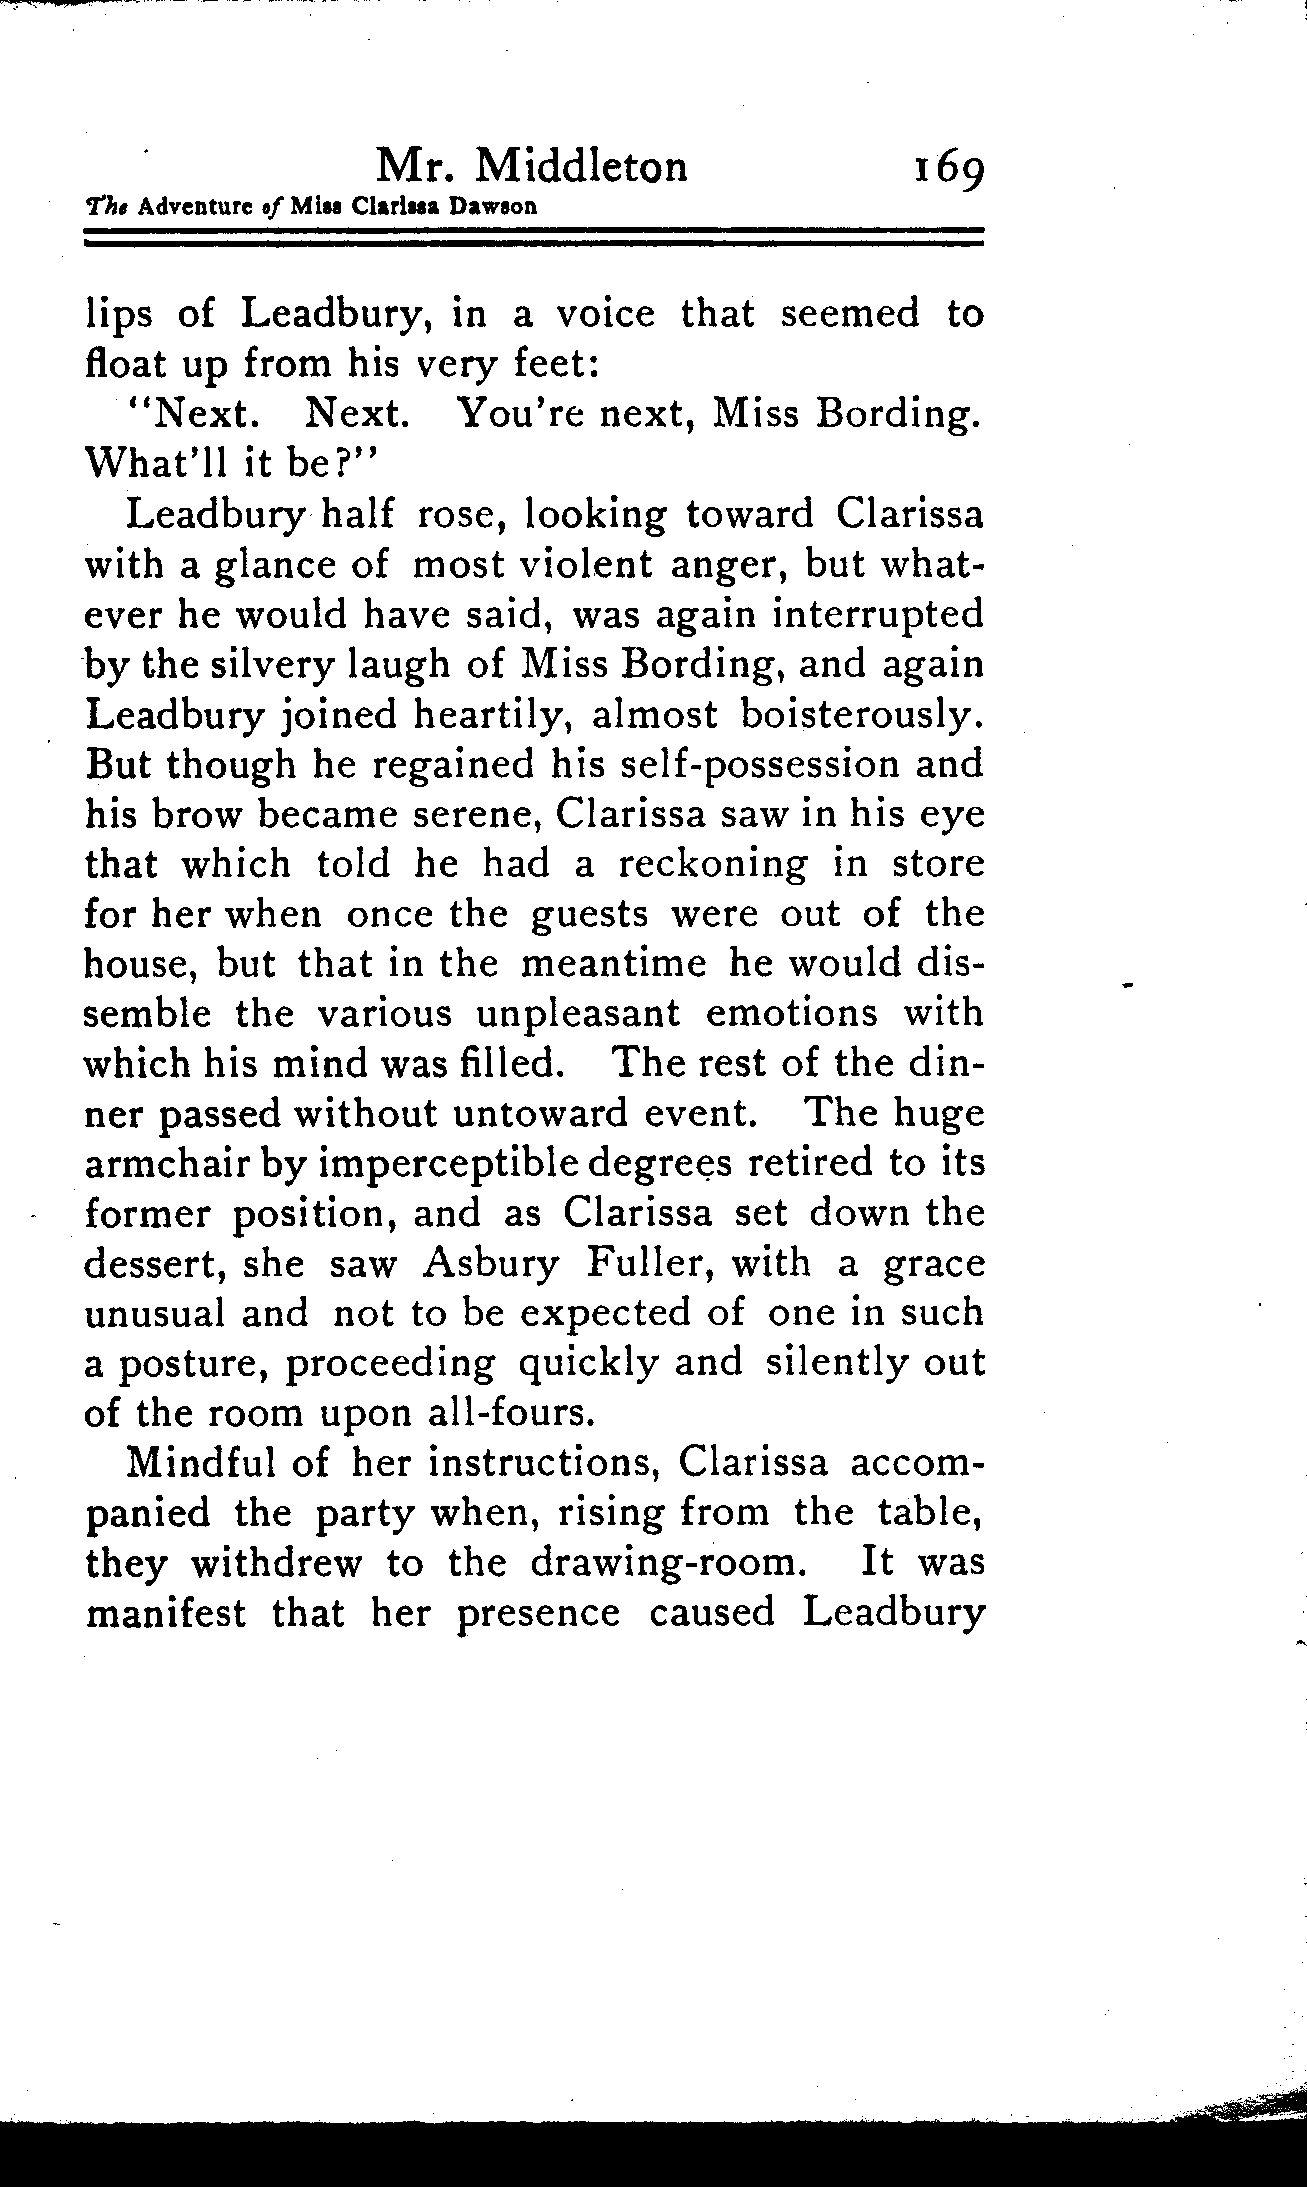 Mr. Middleton 169
The Adventure of Miss Clarissa Dawson
lips of Leadbury, in a voice that seemed to
float up from his very feet:
"Next. Next. You're next, Miss Bording.
What'll it be?"
Leadbury half rose, looking toward Clarissa
with a glance of most violent anger, but what-
ever he would have said, was again interrupted
by the silvery laugh of Miss Bording, and again
Leadbury joined heartily, almost boisterously.
But though he regained his self-possession and
his brow became serene, Clarissa saw in his eye
that which told he had a reckoning in store
for her when once the guests were out of the
house, but that in the meantime he would dis-
semble the various unpleasant emotions with
which his mind was filled. The rest of the din-
ner passed without untoward event. The huge
armchair by imperceptible degrees retired to its
former position, and as Clarissa set down the
dessert, she saw Asbury Fuller, with a grace
unusual and not to be expected of one in such
a posture, proceeding quickly and silently out
of the room upon all-fours.
Mindful of her instructions, Clarissa accom-
panied the party when, rising from the table,
they withdrew to the drawing-room. It was
manifest that her presence caused Leadbury